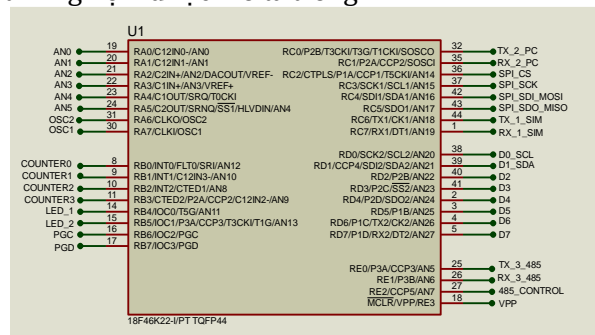 U1
AN0 19 RA0/C12IN0-/AN0 RC0/P2B/T3CKI/T3G/T1CKI/SOSCO 32 TX_2_PC
AN1 20 RA1/C12IN1-/AN1 RC1/P2A/CCP2/SOSCI 35 RX_2_PC
AN2 21 RA2/C2IN+/AN2/DACOUT/VREF- RC2/CTPLS/P1A/CCP1/T5CKI/AN14 36 SPI_CS
AN3 22 RA3/C1IN+/AN3/VREF+ RC3/SCK1/SCL1/AN15 37 SPI_SCK
AN4 23 RA4/C1OUT/SRQ/T0CKI RC4/SDI1/SDA1/AN16 42 SPI_SDI_MOSI
AN5 24 RA5/C2OUT/SRNQ/SS1/HLVDIN/AN4 RC5/SDO1/AN17 43 SPI_SDO_MISO
OSC2 31 RA6/CLKO/OSC2 RC6/TX1/CK1/AN18 44 TX_1_SIM
OSC1 30 RA7/CLKI/OSC1 RC7/RX1/DT1/AN19 1 RX_1_SIM
RD0/SCK2/SCL2/AN20 38 D0_SCL
COUNTER0 8 RB0/INT0/FLT0/SRI/AN12 RD1/CCP4/SDI2/SDA2/AN21 39 D1_SDA
COUNTER1 9 RB1/INT1/C12IN3-/AN10 RD2/P2B/AN22 40 D2
COUNTER2 10 RB2/INT2/CTED1/AN8 RD3/P2C/SS2/AN23 41 D3
COUNTER3 11 RB3/CTED2/P2A/CCP2/C12IN2-/AN9 RD4/P2D/SDO2/AN24 2 D4
LED_1 14 RB4/IOC0/T5G/AN11 RD5/P1B/AN25 3 D5
LED_2 15 RB5/IOC1/P3A/CCP3/T3CKI/T1G/AN13 RD6/P1C/TX2/CK2/AN26 4 D6
PGC 16 RB6/IOC2/PGC RD7/P1D/RX2/DT2/AN27 5 D7
PGD 17 RB7/IOC3/PGD
RE0/P3A/CCP3/AN5 25 TX_3_485
RE1/P3B/AN6 26 RX_3_485
RE2/CCP5/AN7 27 485_CONTROL
MCLR/VPP/RE3 18 VPP
18F46K22-I/PT TQFP44